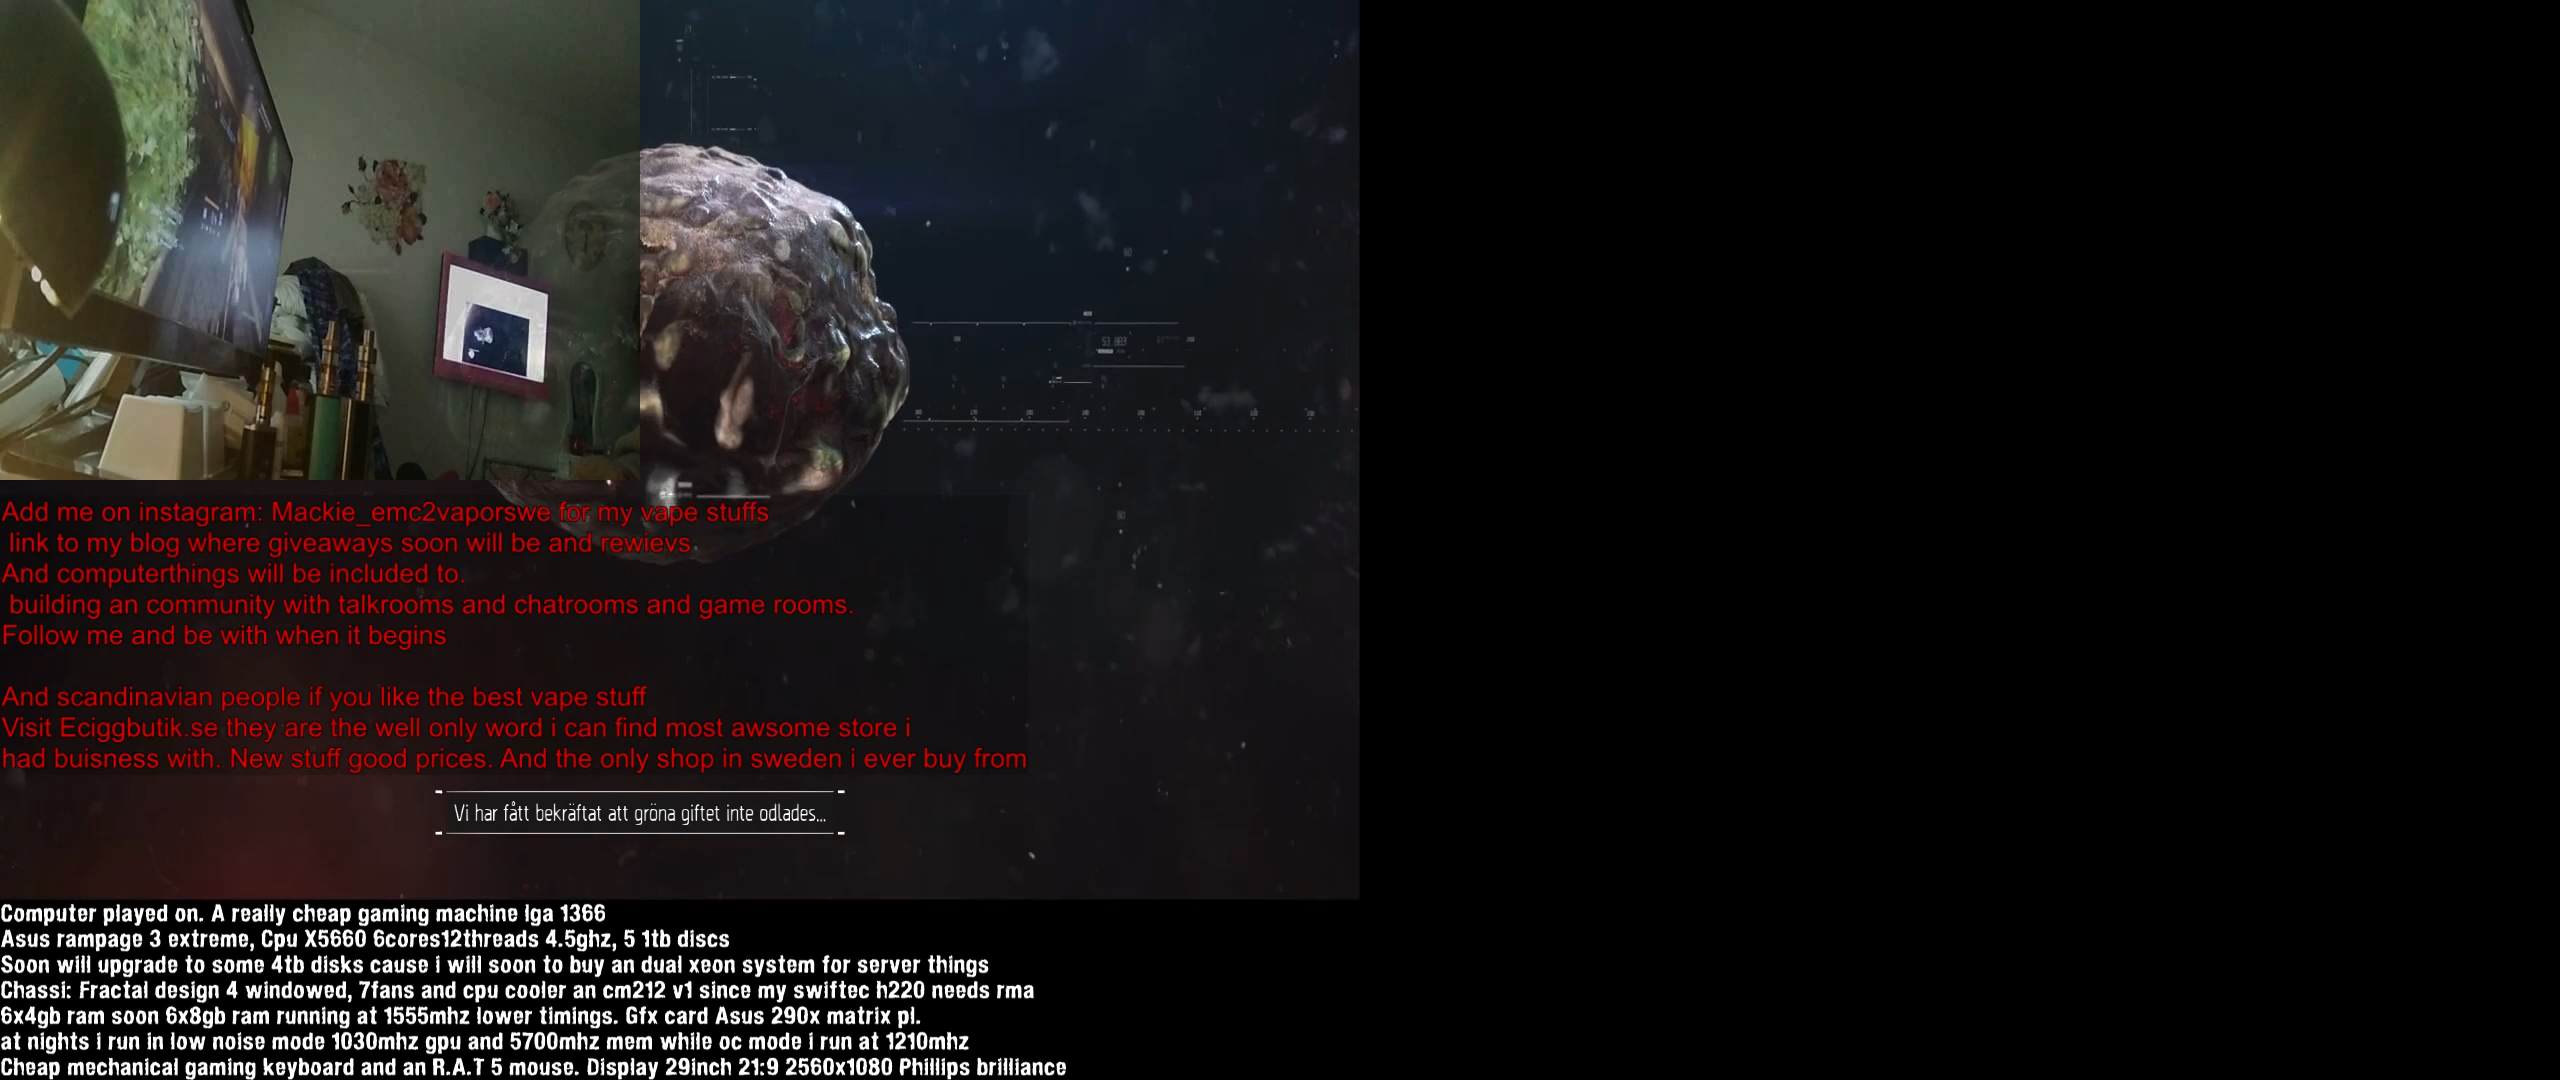 53.883
60
60
Add me on instagram: Mackie_emc2vaporswe for my vape stuffs
link to my blog where giveaways soon will be and rewievs.
And computerthings will be included to.
building an community with talkrooms and chatrooms and game rooms.
Follow me and be with when it begins
And scandinavian people if you like the best vape stuff
Visit Eciggbutik.se they are the well only word i can find most awsome store i
had buisness with. New stuff good prices. And the only shop in sweden i ever buy from
Vi har fått bekräftat att gröna giftet inte odlades...
Computer played on. A really cheap gaming machine lga 1366
Asus rampage 3 extreme, Cpu X5660 6cores12threads 4.5ghz, 5 1tb discs
Soon will upgrade to some 4tb disks cause i will soon to buy an dual xeon system for server things
Chassi: Fractal design 4 windowed, 7fans and cpu cooler an cm212 v1 since my swiftec h220 needs rma
6x4gb ram soon 6x8gb ram running at 1555mhz lower timings. Gfx card Asus 290x matrix pl.
at nights i run in low noise mode 1030mhz gpu and 5700mhz mem while oc mode i run at 1210mhz
Cheap mechanical gaming keyboard and an R.A.T 5 mouse. Display 29inch 21:9 2560x1080 Phillips brilliance